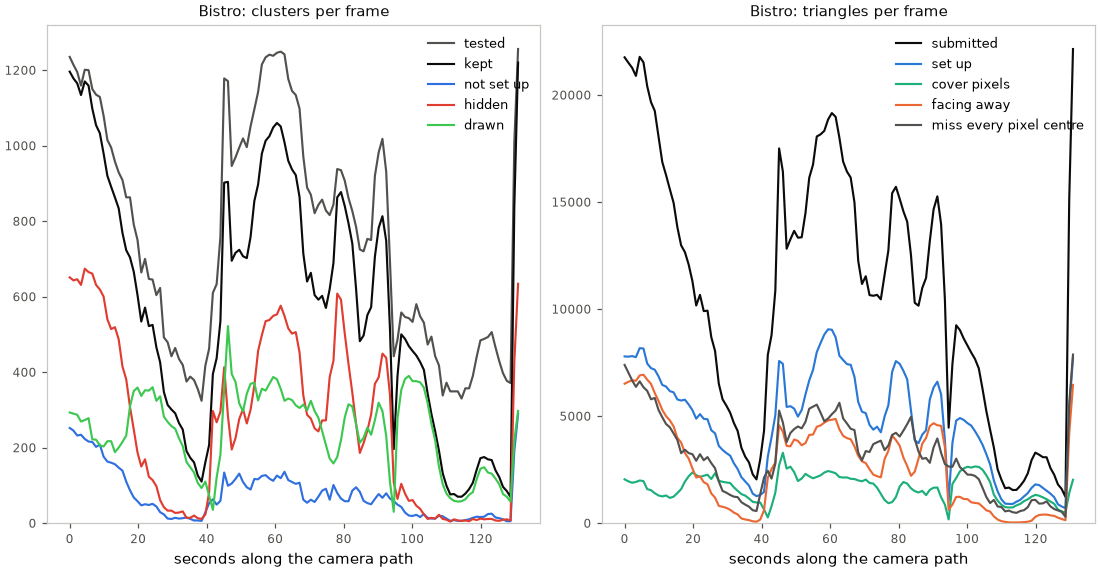 Bistro: clusters per frame
tested
kept
not set up
hidden
drawn
1200
1000
800
600
400
200
0
0 20 40 60 80 100 120
seconds along the camera path
Bistro: triangles per frame
submitted
set up
cover pixels
facing away
miss every pixel centre
20000
15000
10000
5000
0
0 20 40 60 80 100 120
seconds along the camera path